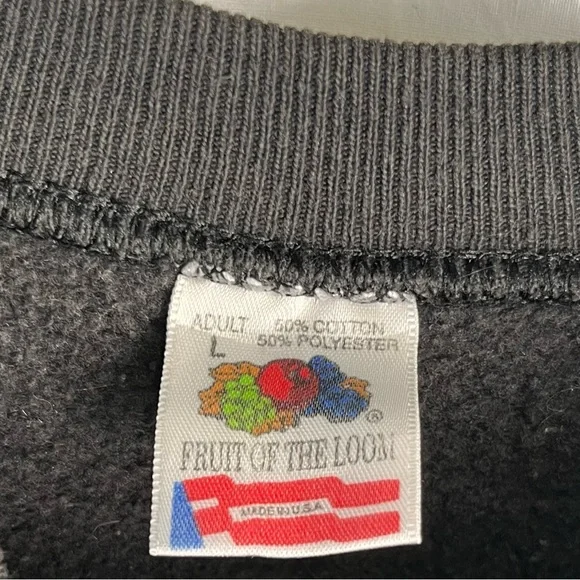 ADULT 50% COTTON
L 50% POLYESTER
®
FRUIT OF THE LOOM
MADE IN U.S.A